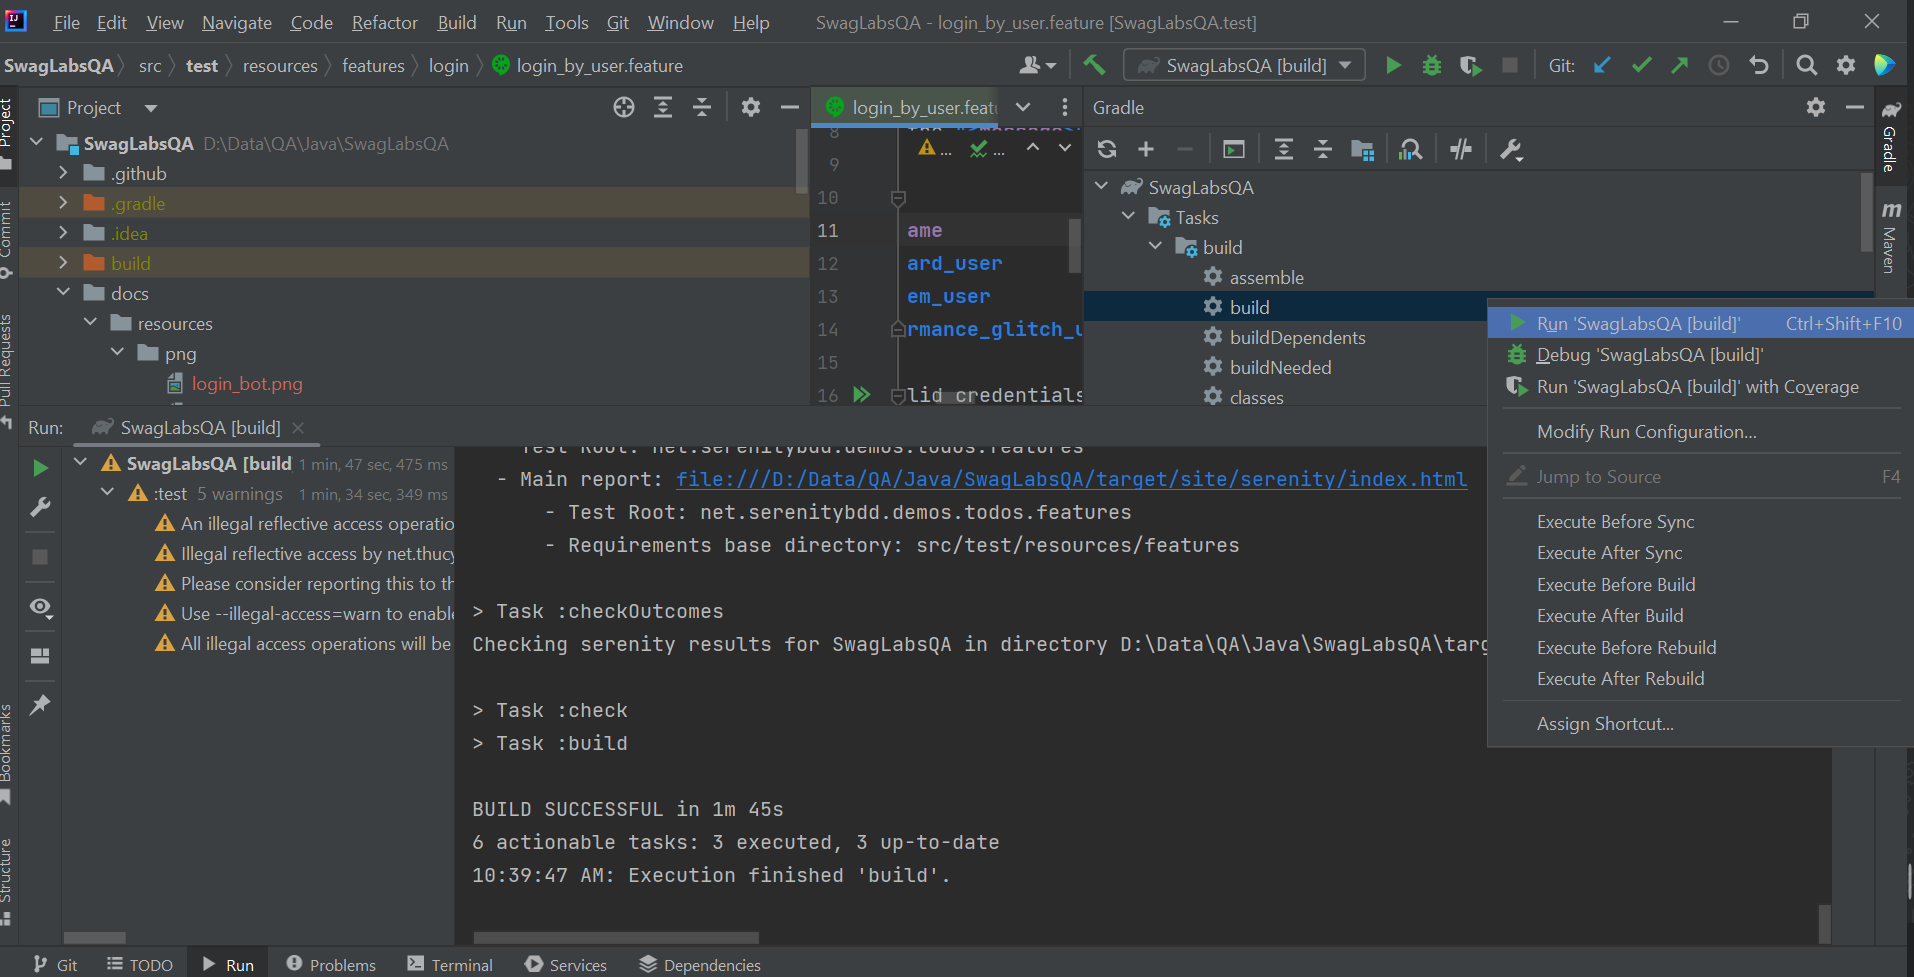 File Edit View Navigate Code Refactor Build Run Tools Git Window Help SwagLabsQA - login_by_user.feature [SwagLabsQA.test]
SwagLabsQA src test resources features login login_by_user.feature SwagLabsQA [build] Git:
Project
login_by_user.featu
Gradle
SwagLabsQA D:\Data\QA\Java\SwagLabsQA
.github
.gradle
.idea
build
docs
resources
png
login_bot.png
8
... ...
9
10
11 ame
12 ard_user
13 em_user
14 rmance_glitch_u
15
16 lid credentials
SwagLabsQA
Tasks
build
assemble
build
buildDependents
buildNeeded
classes
Run 'SwagLabsQA [build]' Ctrl+Shift+F10
Debug 'SwagLabsQA [build]'
Run 'SwagLabsQA [build]' with Coverage
Modify Run Configuration...
Jump to Source F4
Execute Before Sync
Execute After Sync
Execute Before Build
Execute After Build
Execute Before Rebuild
Execute After Rebuild
Assign Shortcut...
Project
Commit
Pull Requests
Bookmarks
Structure
Gradle
m
Maven
Run: SwagLabsQA [build]
SwagLabsQA [build 1 min, 47 sec, 475 ms
:test 5 warnings 1 min, 34 sec, 349 ms
An illegal reflective access operatio
Illegal reflective access by net.thucy
Please consider reporting this to th
Use --illegal-access=warn to enable
All illegal access operations will be
Test Root: net.serenitybdd.demos.todos.features
- Main report: file:///D:/Data/QA/Java/SwagLabsQA/target/site/serenity/index.html
- Test Root: net.serenitybdd.demos.todos.features
- Requirements base directory: src/test/resources/features
> Task :checkOutcomes
Checking serenity results for SwagLabsQA in directory D:\Data\QA\Java\SwagLabsQA\targ
> Task :check
> Task :build
BUILD SUCCESSFUL in 1m 45s
6 actionable tasks: 3 executed, 3 up-to-date
10:39:47 AM: Execution finished 'build'.
Git TODO Run Problems Terminal Services Dependencies